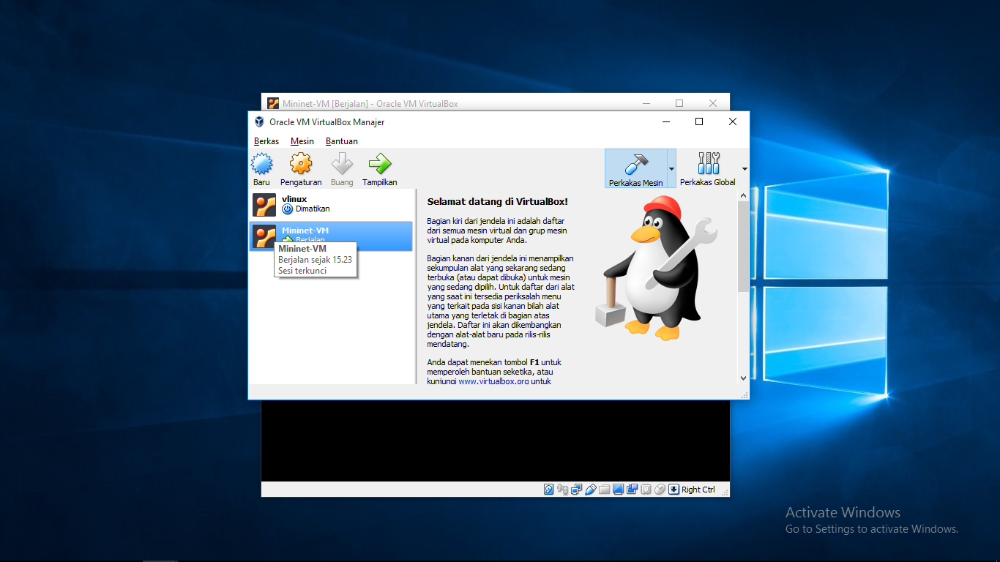 Mininet-VM [Berjalan] - Oracle VM VirtualBox
Oracle VM VirtualBox Manajer
Berkas Mesin Bantuan
Baru Pengaturan Buang Tampilkan Perkakas Mesin Perkakas Global
vlinux
Dimatikan
Mininet-VM
Berjalan
Mininet-VM
Berjalan sejak 15.23
Sesi terkunci
Selamat datang di VirtualBox!
Bagian kiri dari jendela ini adalah daftar
dari semua mesin virtual dan grup mesin
virtual pada komputer Anda.
Bagian kanan dari jendela ini menampilkan
sekumpulan alat yang sekarang sedang
terbuka (atau dapat dibuka) untuk mesin
yang sedang dipilih. Untuk daftar dari alat
yang saat ini tersedia periksalah menu
yang terkait pada sisi kanan bilah alat
utama yang terletak di bagian atas
jendela. Daftar ini akan dikembangkan
dengan alat-alat baru pada rilis-rilis
mendatang.
Anda dapat menekan tombol F1 untuk
memperoleh bantuan seketika, atau
kunjungi www.virtualbox.org untuk
Right Ctrl
Activate Windows
Go to Settings to activate Windows.